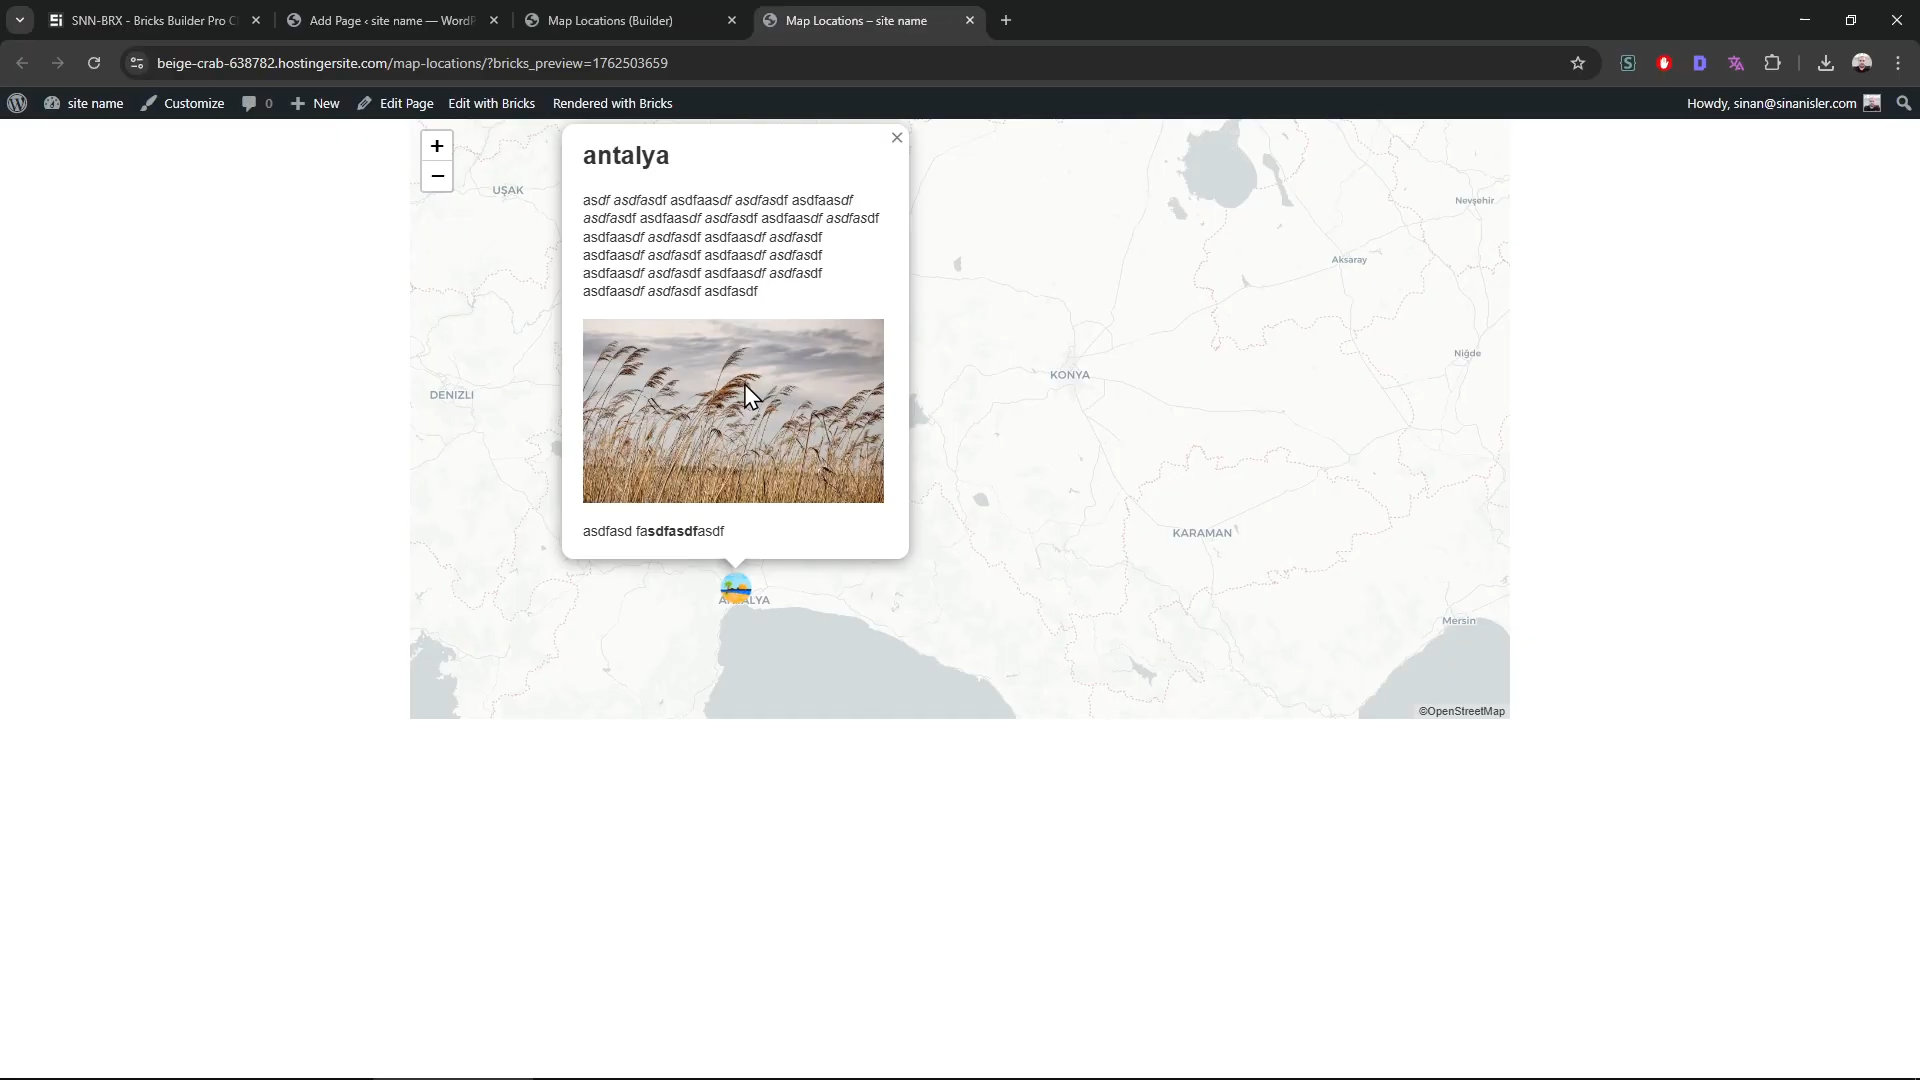 SNN-BRX - Bricks Builder Pro C
Add Page ‹ site name — WordP
Map Locations (Builder)
Map Locations – site name
beige-crab-638782.hostingersite.com/map-locations/?bricks_preview=1762503659
site name
Customize
0
New
Edit Page
Edit with Bricks
Rendered with Bricks
Howdy, sinan@sinanisler.com
+
−
antalya
asdf asdfasdf asdfaasdf asdfasdf asdfaasdf
asdfasdf asdfaasdf asdfasdf asdfaasdf asdfasdf
asdfaasdf asdfasdf asdfaasdf asdfasdf
asdfaasdf asdfasdf asdfaasdf asdfasdf
asdfaasdf asdfasdf asdfaasdf asdfasdf
asdfaasdf asdfasdf asdfasdf
asdfasd fasdfasdfasdf
UŞAK
Nevşehir
Aksaray
Niğde
KONYA
DENIZLI
KARAMAN
Mersin
©OpenStreetMap